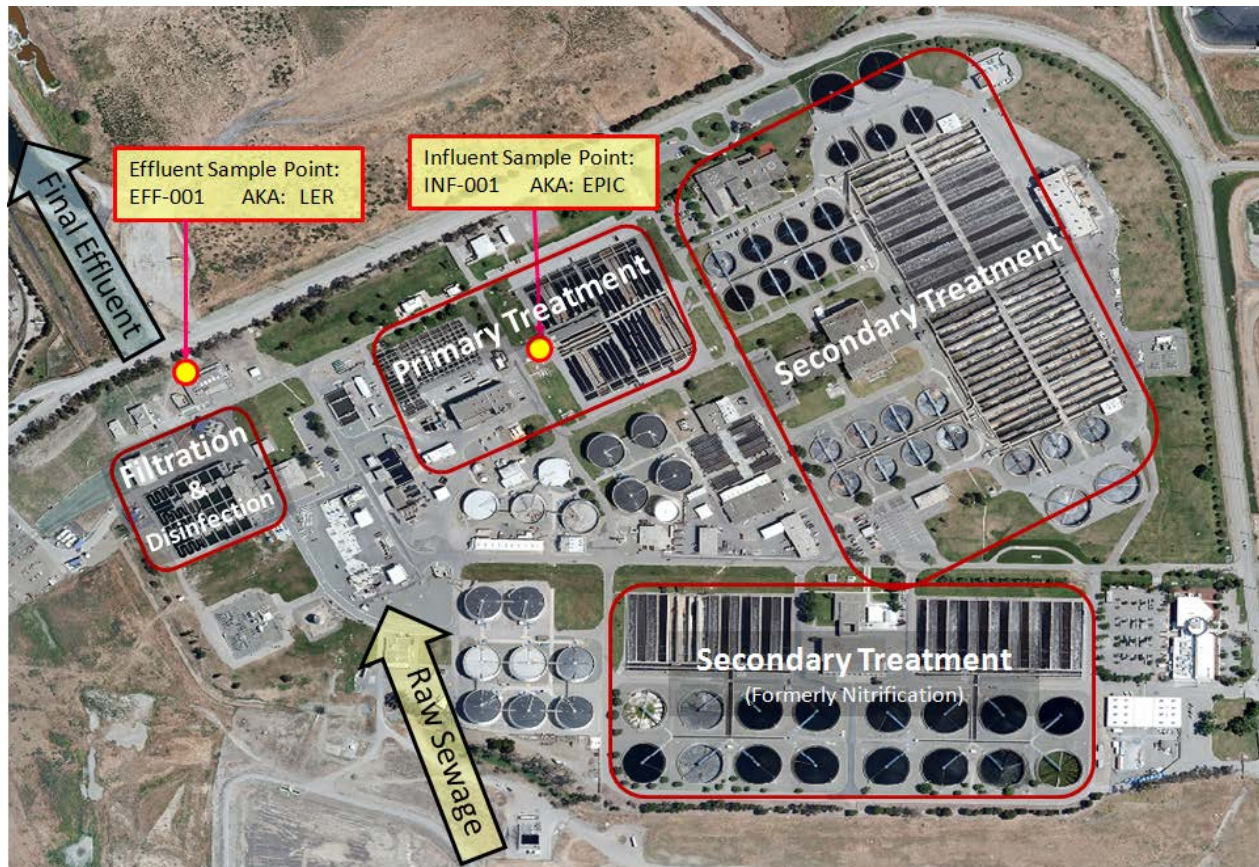 Effluent Sample Point:
EFF-001 AKA: LER
Influent Sample Point:
INF-001 AKA: EPIC
Final Effluent
Primary Treatment
Secondary Treatment
Filtration
&
Disinfection
Raw Sewage
Secondary Treatment
(Formerly Nitrification)